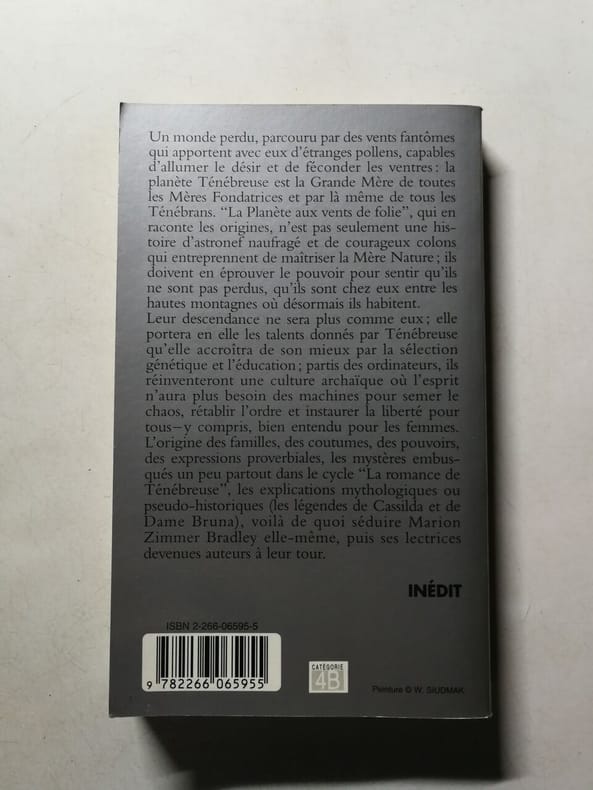 Un monde perdu, parcouru par des vents fantômes
qui apportent avec eux d'étranges pollens, capables
d'allumer le désir et de féconder les ventres : la
planète Ténébreuse est la Grande Mère de toutes
les Mères Fondatrices et par là même de tous les
Ténébrans. "La Planète aux vents de folie", qui en
raconte les origines, n'est pas seulement une his-
toire d'astronef naufragé et de courageux colons
qui entreprennent de maîtriser la Mère Nature ; ils
doivent en éprouver le pouvoir pour sentir qu'ils
ne sont pas perdus, qu'ils sont chez eux entre les
hautes montagnes où désormais ils habitent.
Leur descendance ne sera plus comme eux ; elle
portera en elle les talents donnés par Ténébreuse
qu'elle accroîtra de son mieux par la sélection
génétique et l'éducation ; partis des ordinateurs, ils
réinventeront une culture archaïque où l'esprit
n'aura plus besoin des machines pour semer le
chaos, rétablir l'ordre et instaurer la liberté pour
tous—y compris, bien entendu pour les femmes.
L'origine des familles, des coutumes, des pouvoirs,
des expressions proverbiales, les mystères embus-
qués un peu partout dans le cycle "La romance de
Ténébreuse", les explications mythologiques ou
pseudo-historiques (les légendes de Cassilda et de
Dame Bruna), voilà de quoi séduire Marion
Zimmer Bradley elle-même, puis ses lectrices
devenues auteurs à leur tour.
INÉDIT
ISBN 2-266-06595-5
9 782266 065955
CATÉGORIE
4B
Peinture © W. SIUDMAK